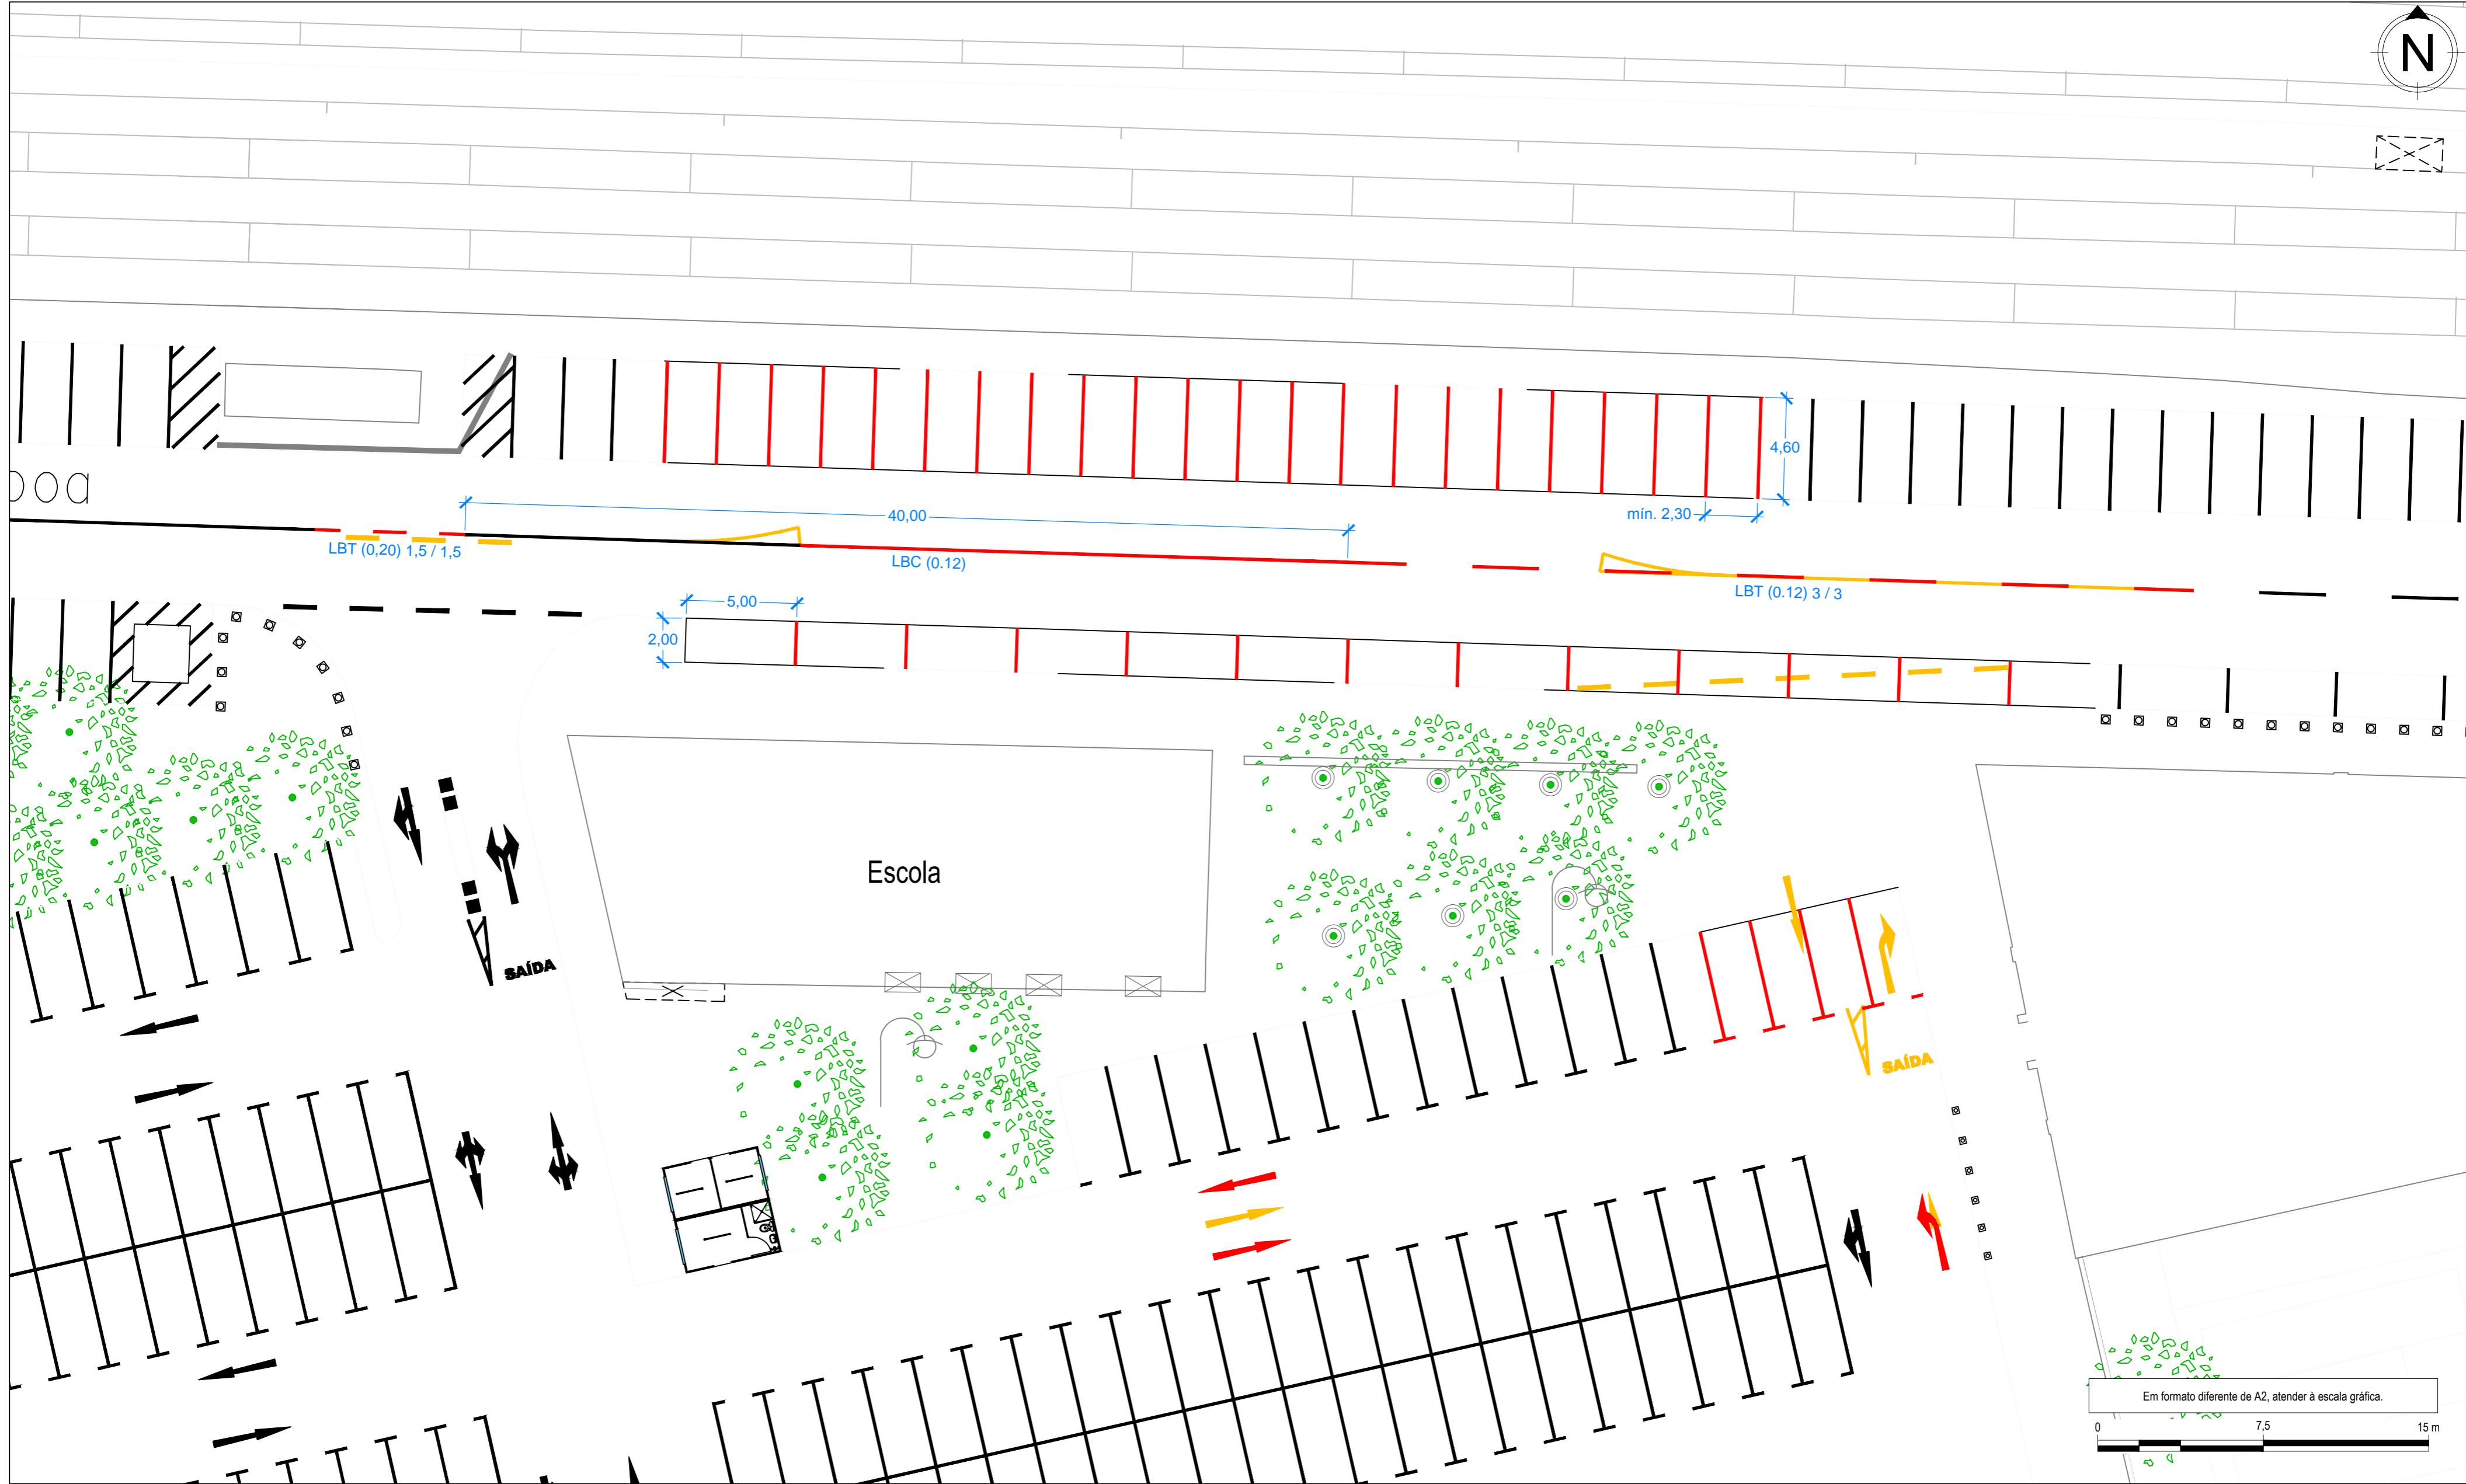 N
4,60
mín. 2,30
40,00
LBT (0,20) 1,5 / 1,5
LBC (0.12)
LBT (0.12) 3 / 3
5,00
2,00
Escola
SAÍDA
SAÍDA
Em formato diferente de A2, atender à escala gráfica.
0 7,5 15 m